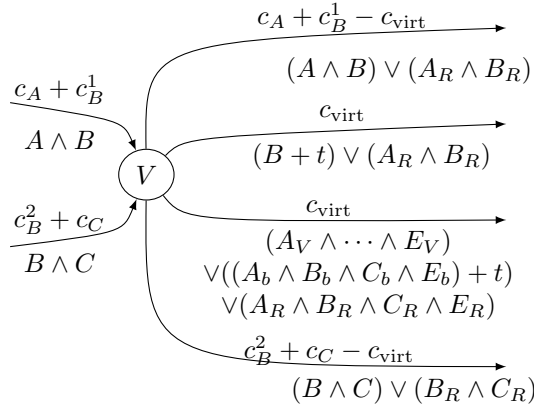 c_A + c_B^1 − c_virt
(A ∧ B) ∨ (A_R ∧ B_R)
c_A + c_B^1
A ∧ B
c_virt
(B + t) ∨ (A_R ∧ B_R)
V
c_B^2 + c_C
B ∧ C
c_virt
(A_V ∧ ⋯ ∧ E_V)
∨((A_b ∧ B_b ∧ C_b ∧ E_b) + t)
∨(A_R ∧ B_R ∧ C_R ∧ E_R)
c_B^2 + c_C − c_virt
(B ∧ C) ∨ (B_R ∧ C_R)